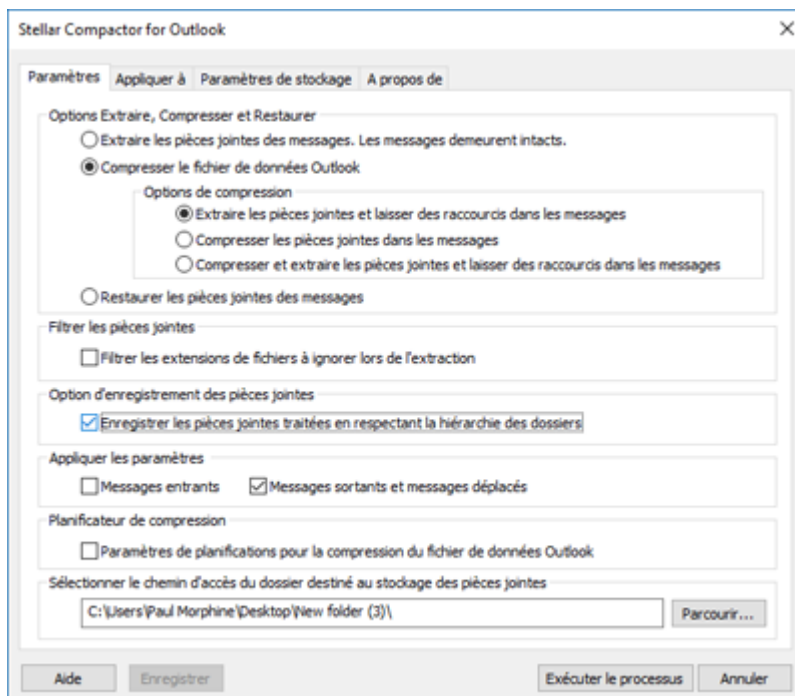 Stellar Compactor for Outlook
Paramètres Appliquer à Paramètres de stockage A propos de
Options Extraire, Compresser et Restaurer
Extraire les pièces jointes des messages. Les messages demeurent intacts.
Compresser le fichier de données Outlook
Options de compression
Extraire les pièces jointes et laisser des raccourcis dans les messages
Compresser les pièces jointes dans les messages
Compresser et extraire les pièces jointes et laisser des raccourcis dans les messages
Restaurer les pièces jointes des messages
Filtrer les pièces jointes
Filtrer les extensions de fichiers à ignorer lors de l'extraction
Option d'enregistrement des pièces jointes
Enregistrer les pièces jointes traitées en respectant la hiérarchie des dossiers
Appliquer les paramètres
Messages entrants Messages sortants et messages déplacés
Planificateur de compression
Paramètres de planifications pour la compression du fichier de données Outlook
Sélectionner le chemin d'accès du dossier destiné au stockage des pièces jointes
C:\Users\Paul Morphine\Desktop\New folder (3)\ Parcourir...
Aide Enregistrer Exécuter le processus Annuler